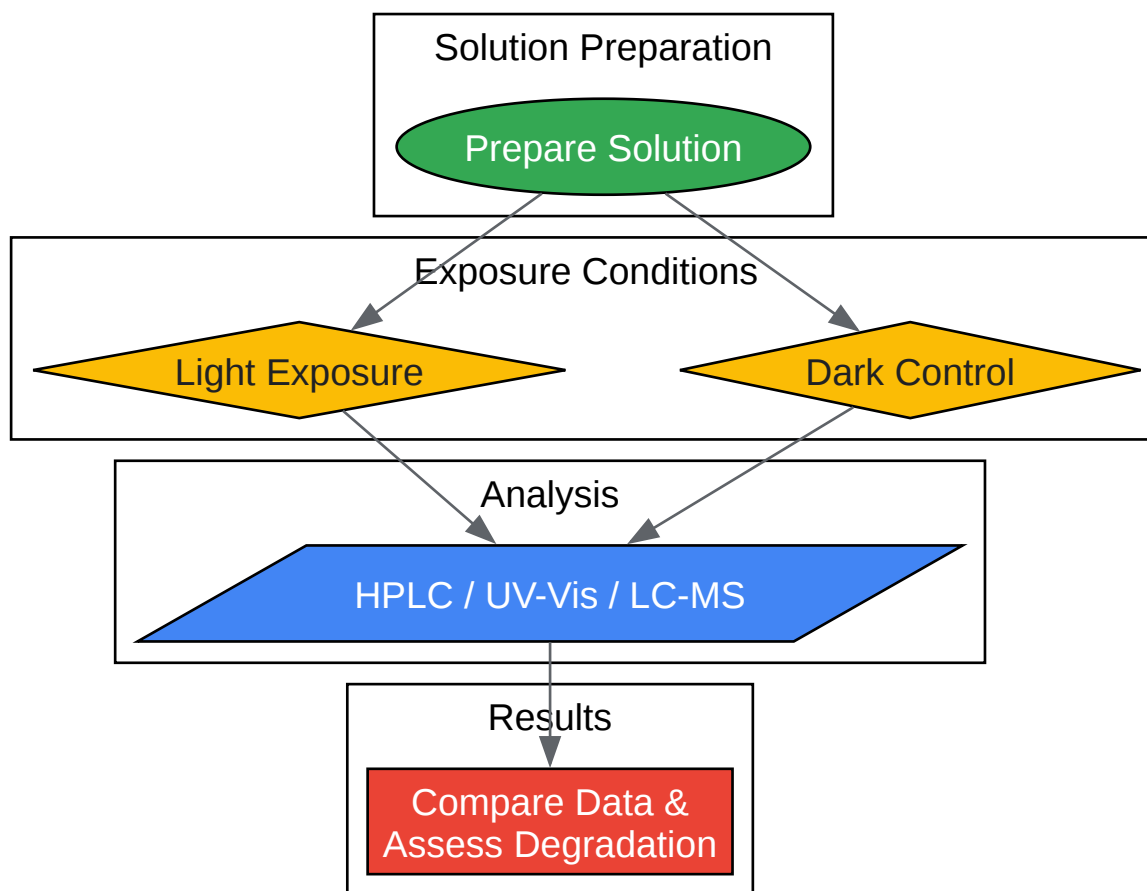 Solution Preparation
Prepare Solution
Exposure Conditions
Light Exposure
Dark Control
Analysis
HPLC / UV-Vis / LC-MS
Results
Compare Data &
Assess Degradation